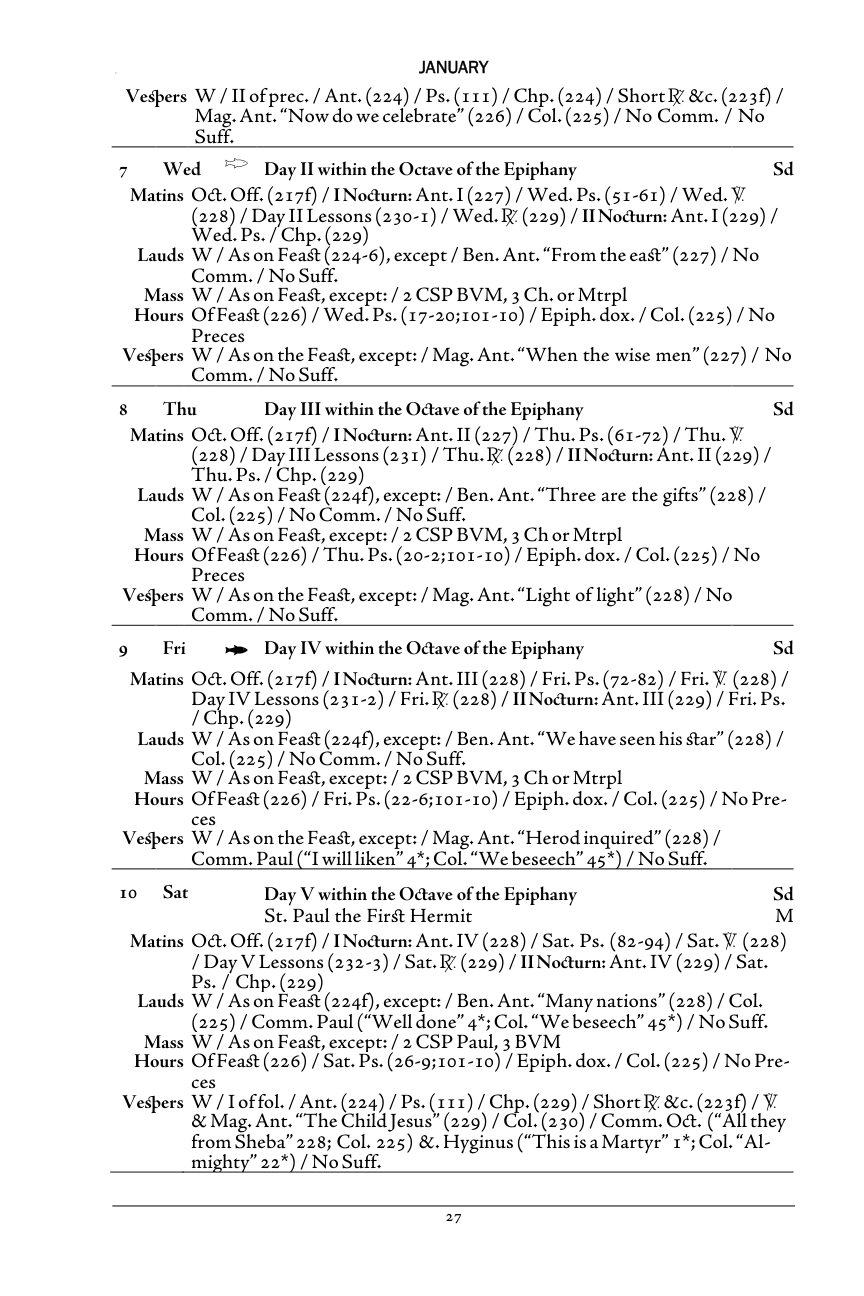 JANUARY
Vespers W / II of prec. / Ant. (224) / Ps. (111) / Chp. (224) / Short ℟. &c. (223f) /
Mag. Ant. “Now do we celebrate” (226) / Col. (225) / No Comm. / No
Suff.
7 Wed Day II within the Octave of the Epiphany Sd
Matins Oct. Off. (217f) / I Nocturn: Ant. I (227) / Wed. Ps. (51-61) / Wed. ℣.
(228) / Day II Lessons (230-1) / Wed. ℟. (229) / II Nocturn: Ant. I (229) /
Wed. Ps. / Chp. (229)
Lauds W / As on Feast (224-6), except / Ben. Ant. “From the east” (227) / No
Comm. / No Suff.
Mass W / As on Feast, except: / 2 CSP BVM, 3 Ch. or Mtrpl
Hours Of Feast (226) / Wed. Ps. (17-20;101-10) / Epiph. dox. / Col. (225) / No
Preces
Vespers W / As on the Feast, except: / Mag. Ant. “When the wise men” (227) / No
Comm. / No Suff.
8 Thu Day III within the Octave of the Epiphany Sd
Matins Oct. Off. (217f) / I Nocturn: Ant. II (227) / Thu. Ps. (61-72) / Thu. ℣.
(228) / Day III Lessons (231) / Thu. ℟. (228) / II Nocturn: Ant. II (229) /
Thu. Ps. / Chp. (229)
Lauds W / As on Feast (224f), except: / Ben. Ant. “Three are the gifts” (228) /
Col. (225) / No Comm. / No Suff.
Mass W / As on Feast, except: / 2 CSP BVM, 3 Ch or Mtrpl
Hours Of Feast (226) / Thu. Ps. (20-2;101-10) / Epiph. dox. / Col. (225) / No
Preces
Vespers W / As on the Feast, except: / Mag. Ant. “Light of light” (228) / No
Comm. / No Suff.
9 Fri Day IV within the Octave of the Epiphany Sd
Matins Oct. Off. (217f) / I Nocturn: Ant. III (228) / Fri. Ps. (72-82) / Fri. ℣. (228) /
Day IV Lessons (231-2) / Fri. ℟. (228) / II Nocturn: Ant. III (229) / Fri. Ps.
/ Chp. (229)
Lauds W / As on Feast (224f), except: / Ben. Ant. “We have seen his star” (228) /
Col. (225) / No Comm. / No Suff.
Mass W / As on Feast, except: / 2 CSP BVM, 3 Ch or Mtrpl
Hours Of Feast (226) / Fri. Ps. (22-6;101-10) / Epiph. dox. / Col. (225) / No Pre-
ces
Vespers W / As on the Feast, except: / Mag. Ant. “Herod inquired” (228) /
Comm. Paul (“I will liken” 4*; Col. “We beseech” 45*) / No Suff.
10 Sat Day V within the Octave of the Epiphany Sd
St. Paul the First Hermit M
Matins Oct. Off. (217f) / I Nocturn: Ant. IV (228) / Sat. Ps. (82-94) / Sat. ℣. (228)
/ Day V Lessons (232-3) / Sat. ℟. (229) / II Nocturn: Ant. IV (229) / Sat.
Ps. / Chp. (229)
Lauds W / As on Feast (224f), except: / Ben. Ant. “Many nations” (228) / Col.
(225) / Comm. Paul (“Well done” 4*; Col. “We beseech” 45*) / No Suff.
Mass W / As on Feast, except: / 2 CSP Paul, 3 BVM
Hours Of Feast (226) / Sat. Ps. (26-9;101-10) / Epiph. dox. / Col. (225) / No Pre-
ces
Vespers W / I of fol. / Ant. (224) / Ps. (111) / Chp. (229) / Short ℟. &c. (223f) / ℣.
& Mag. Ant. “The Child Jesus” (229) / Col. (230) / Comm. Oct. (“All they
from Sheba” 228; Col. 225) &. Hyginus (“This is a Martyr” 1*; Col. “Al-
mighty” 22*) / No Suff.
27